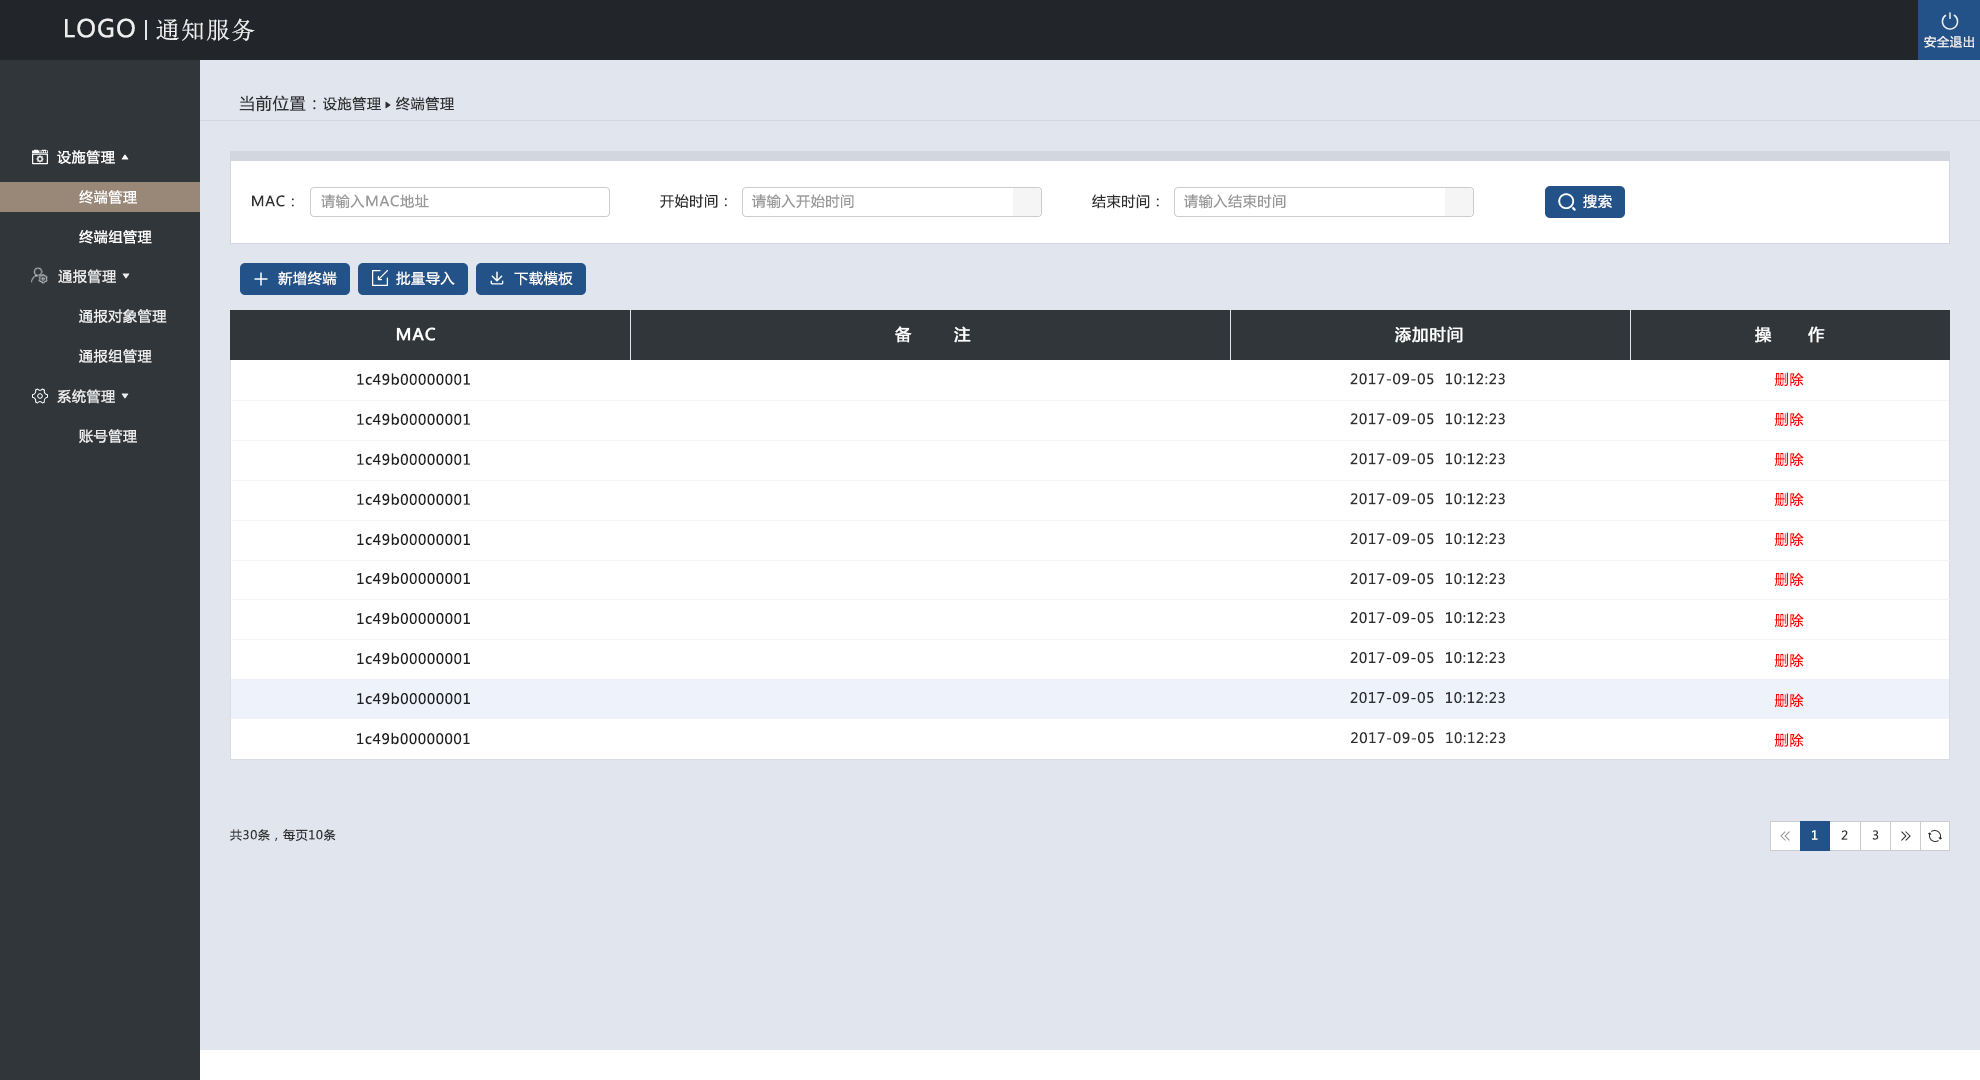 LOGO | 通知服务
安全退出
当前位置：设施管理 ▸ 终端管理
设施管理
终端管理
终端组管理
通报管理
通报对象管理
通报组管理
系统管理
账号管理
MAC： 请输入MAC地址 开始时间： 请输入开始时间 结束时间： 请输入结束时间 搜索
新增终端 批量导入 下载模板
MAC 备 注 添加时间 操 作
1c49b00000001 2017-09-05 10:12:23 删除
1c49b00000001 2017-09-05 10:12:23 删除
1c49b00000001 2017-09-05 10:12:23 删除
1c49b00000001 2017-09-05 10:12:23 删除
1c49b00000001 2017-09-05 10:12:23 删除
1c49b00000001 2017-09-05 10:12:23 删除
1c49b00000001 2017-09-05 10:12:23 删除
1c49b00000001 2017-09-05 10:12:23 删除
1c49b00000001 2017-09-05 10:12:23 删除
1c49b00000001 2017-09-05 10:12:23 删除
共30条，每页10条 « 1 2 3 »